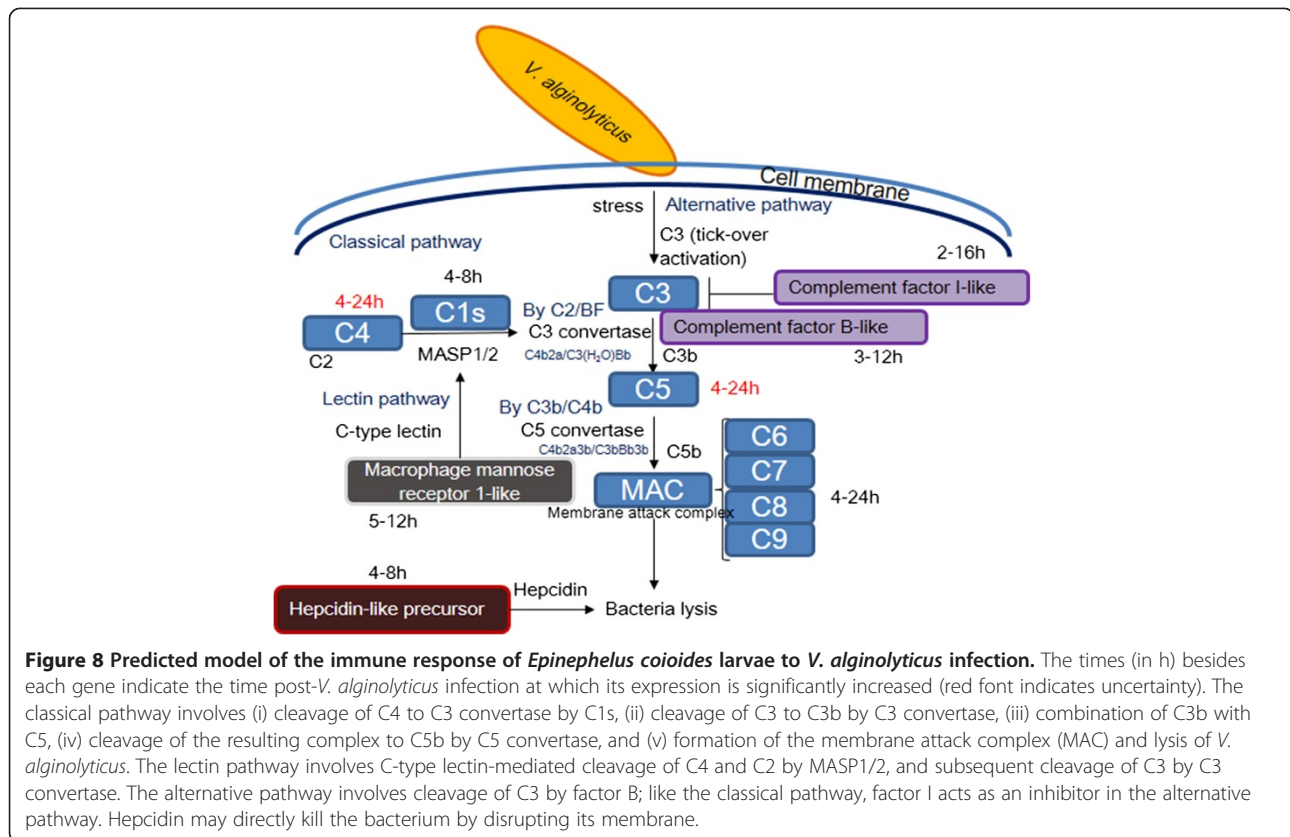 V. alginolyticus
Cell membrane
stress
Alternative pathway
C3 (tick-over
activation)
Classical pathway
2-16h
4-8h
Complement factor I-like
C3
4-24h
C1s
By C2/BF
C4
C3 convertase
Complement factor B-like
C2
MASP1/2
C4b2a/C3(H₂O)Bb
C3b
3-12h
C5
4-24h
Lectin pathway
By C3b/C4b
C-type lectin
C5 convertase
C4b2a3b/C3bBb3b
C5b
C6
C7
C8
C9
4-24h
Macrophage mannose
receptor 1-like
MAC
Membrane attack complex
5-12h
4-8h
Hepcidin-like precursor
Hepcidin
Bacteria lysis
Figure 8 Predicted model of the immune response of Epinephelus coioides larvae to V. alginolyticus infection. The times (in h) besides
each gene indicate the time post-V. alginolyticus infection at which its expression is significantly increased (red font indicates uncertainty). The
classical pathway involves (i) cleavage of C4 to C3 convertase by C1s, (ii) cleavage of C3 to C3b by C3 convertase, (iii) combination of C3b with
C5, (iv) cleavage of the resulting complex to C5b by C5 convertase, and (v) formation of the membrane attack complex (MAC) and lysis of V.
alginolyticus. The lectin pathway involves C-type lectin-mediated cleavage of C4 and C2 by MASP1/2, and subsequent cleavage of C3 by C3
convertase. The alternative pathway involves cleavage of C3 by factor B; like the classical pathway, factor I acts as an inhibitor in the alternative
pathway. Hepcidin may directly kill the bacterium by disrupting its membrane.